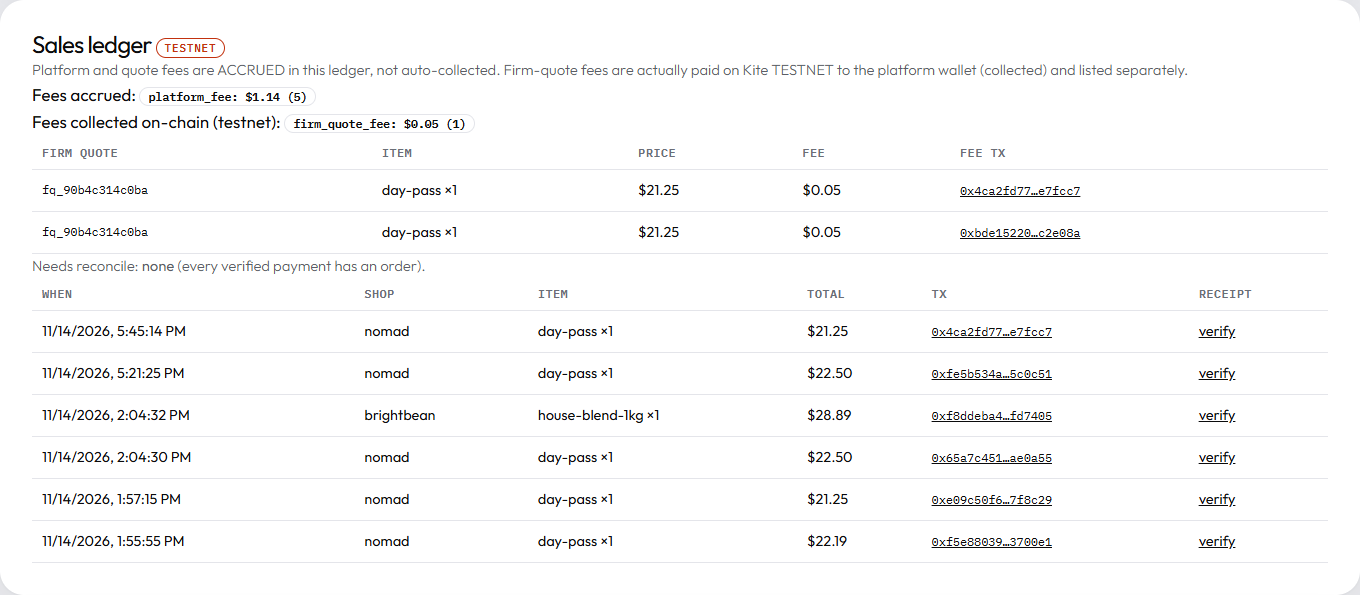 Sales ledger TESTNET
Platform and quote fees are ACCRUED in this ledger, not auto-collected. Firm-quote fees are actually paid on Kite TESTNET to the platform wallet (collected) and listed separately.
Fees accrued: platform_fee: $1.14 (5)
Fees collected on-chain (testnet): firm_quote_fee: $0.05 (1)
FIRM QUOTE ITEM PRICE FEE FEE TX
fq_90b4c314c0ba day-pass ×1 $21.25 $0.05 0x4ca2fd77…e7fcc7
fq_90b4c314c0ba day-pass ×1 $21.25 $0.05 0xbde15220…c2e08a
Needs reconcile: none (every verified payment has an order).
WHEN SHOP ITEM TOTAL TX RECEIPT
11/14/2026, 5:45:14 PM nomad day-pass ×1 $21.25 0x4ca2fd77…e7fcc7 verify
11/14/2026, 5:21:25 PM nomad day-pass ×1 $22.50 0xfe5b534a…5c0c51 verify
11/14/2026, 2:04:32 PM brightbean house-blend-1kg ×1 $28.89 0xf8ddeba4…fd7405 verify
11/14/2026, 2:04:30 PM nomad day-pass ×1 $22.50 0x65a7c451…ae0a55 verify
11/14/2026, 1:57:15 PM nomad day-pass ×1 $21.25 0xe09c50f6…7f8c29 verify
11/14/2026, 1:55:55 PM nomad day-pass ×1 $22.19 0xf5e88039…3700e1 verify